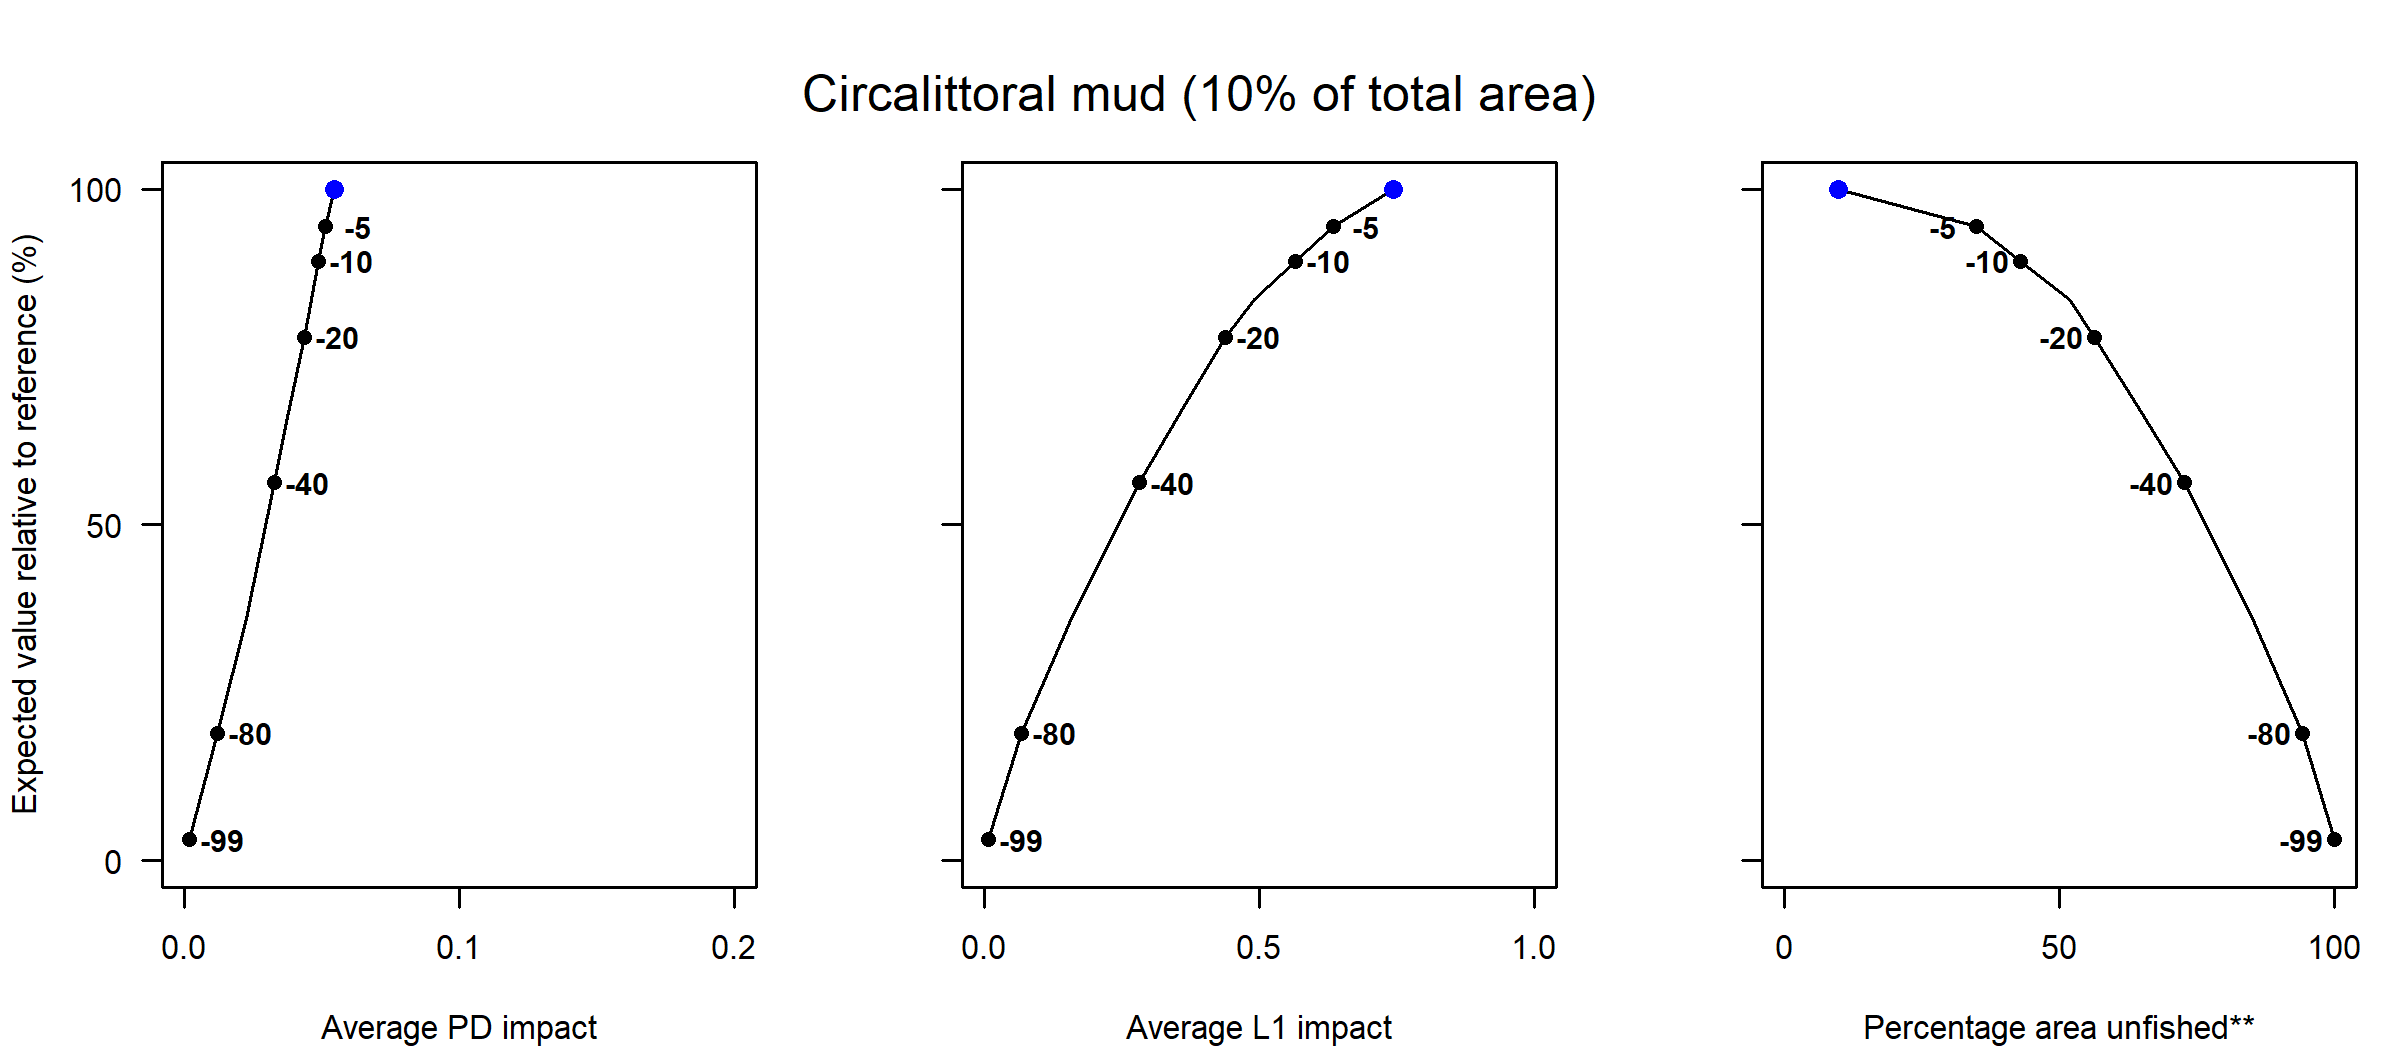 Circalittoral mud (10% of total area)
Expected value relative to reference (%)
100
50
0
-5
-10
-20
-40
-80
-99
0.0 0.1 0.2
Average PD impact
-5
-10
-20
-40
-80
-99
0.0 0.5 1.0
Average L1 impact
-5
-10
-20
-40
-80
-99
0 50 100
Percentage area unfished**